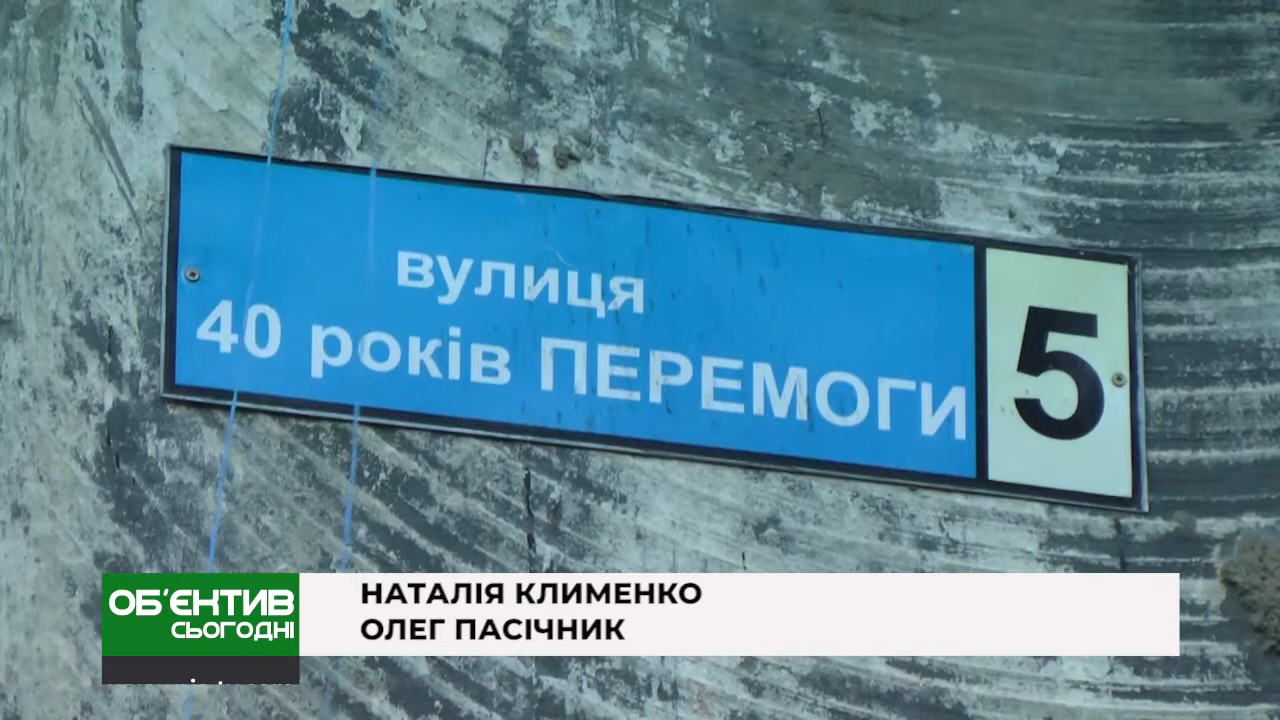 вулиця
40 років ПЕРЕМОГИ
5
ОБ'ЄКТИВ
СЬОГОДНІ
НАТАЛІЯ КЛИМЕНКО
ОЛЕГ ПАСІЧНИК